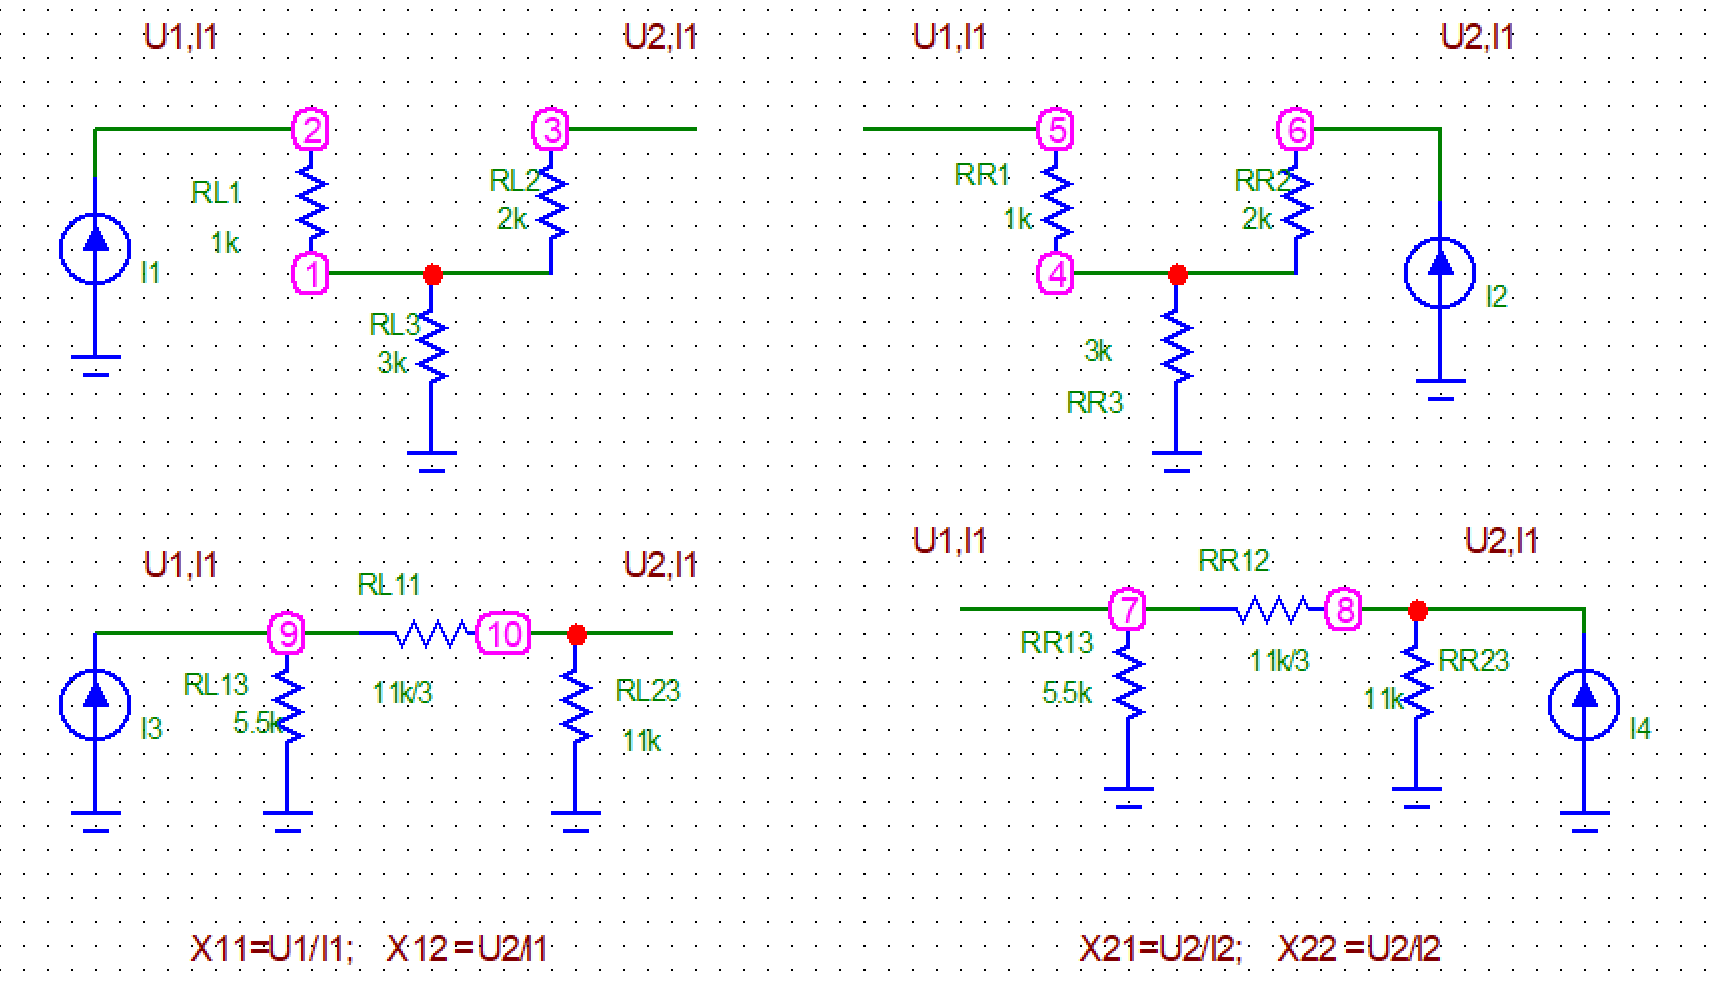 U1,I1
U2,I1
U1,I1
U2,I1
2
3
5
6
RL1
1k
RL2
2k
RR1
1k
RR2
2k
I1
1
4
I2
RL3
3k
3k
RR3
U1,I1
U2,I1
U1,I1
U2,I1
RL11
RR12
9
10
7
8
RL13
5.5k
11k/3
RL23
11k
RR13
5.5k
11k/3
RR23
11k
I3
I4
X11=U1/I1; X12=U2/I1
X21=U2/I2; X22=U2/I2